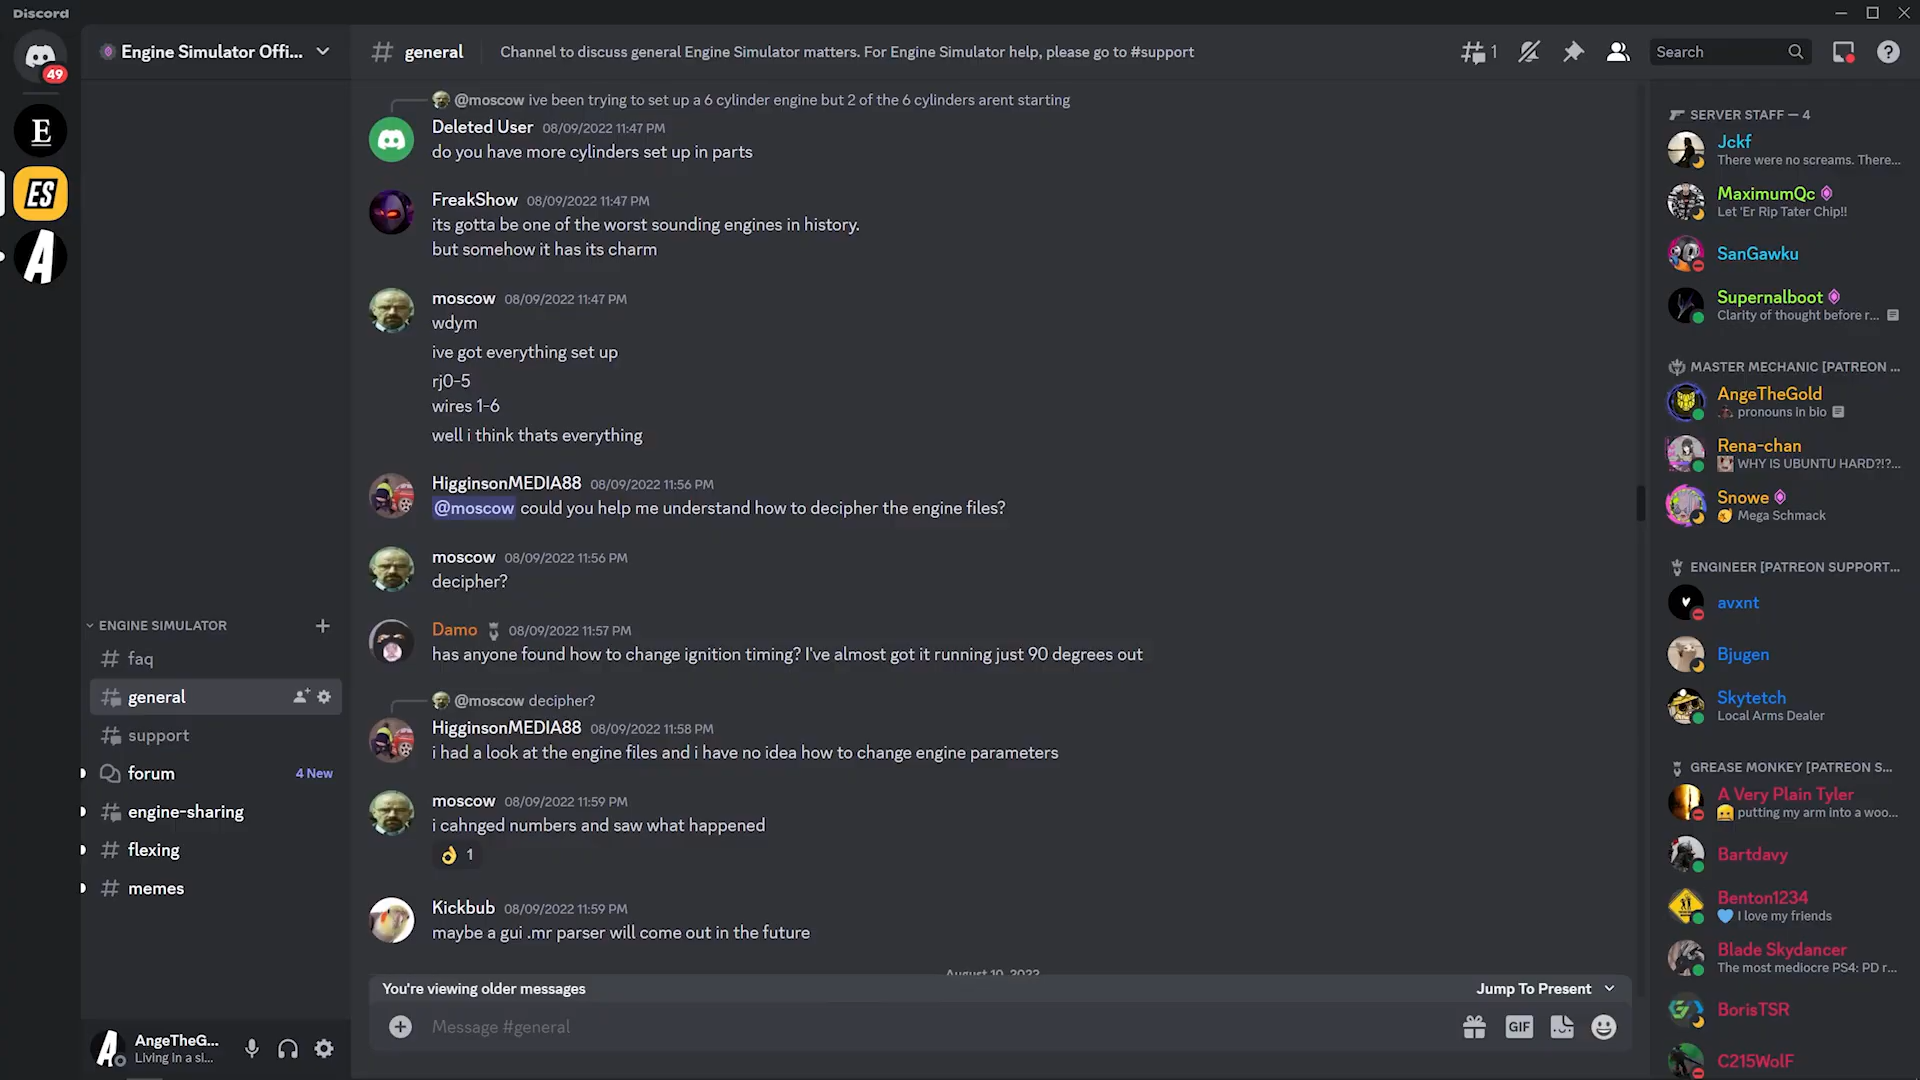 Discord
49
E
ES
A
Engine Simulator Offi...
ENGINE SIMULATOR
faq
general
support
forum
4 New
engine-sharing
flexing
memes
AngeTheG...
Living in a si...
general
Channel to discuss general Engine Simulator matters. For Engine Simulator help, please go to #support
1
Search
@moscow ive been trying to set up a 6 cylinder engine but 2 of the 6 cylinders arent starting
Deleted User 08/09/2022 11:47 PM
do you have more cylinders set up in parts
FreakShow 08/09/2022 11:47 PM
its gotta be one of the worst sounding engines in history.
but somehow it has its charm
moscow 08/09/2022 11:47 PM
wdym
ive got everything set up
rj0-5
wires 1-6
well i think thats everything
HigginsonMEDIA88 08/09/2022 11:56 PM
@moscow could you help me understand how to decipher the engine files?
moscow 08/09/2022 11:56 PM
decipher?
Damo 08/09/2022 11:57 PM
has anyone found how to change ignition timing? I've almost got it running just 90 degrees out
@moscow decipher?
HigginsonMEDIA88 08/09/2022 11:58 PM
i had a look at the engine files and i have no idea how to change engine parameters
moscow 08/09/2022 11:59 PM
i cahnged numbers and saw what happened
1
Kickbub 08/09/2022 11:59 PM
maybe a gui .mr parser will come out in the future
August 10, 2022
You're viewing older messages
Jump To Present
Message #general
GIF
SERVER STAFF — 4
Jckf
There were no screams. There...
MaximumQc
Let 'Er Rip Tater Chip!!
SanGawku
Supernalboot
Clarity of thought before r...
MASTER MECHANIC [PATREON ...
AngeTheGold
pronouns in bio
Rena-chan
WHY IS UBUNTU HARD?!?...
Snowe
Mega Schmack
ENGINEER [PATREON SUPPORT...
avxnt
Bjugen
Skytetch
Local Arms Dealer
GREASE MONKEY [PATREON S...
A Very Plain Tyler
putting my arm into a woo...
Bartdavy
Benton1234
I love my friends
Blade Skydancer
The most mediocre PS4: PD r...
BorisTSR
C215WolF